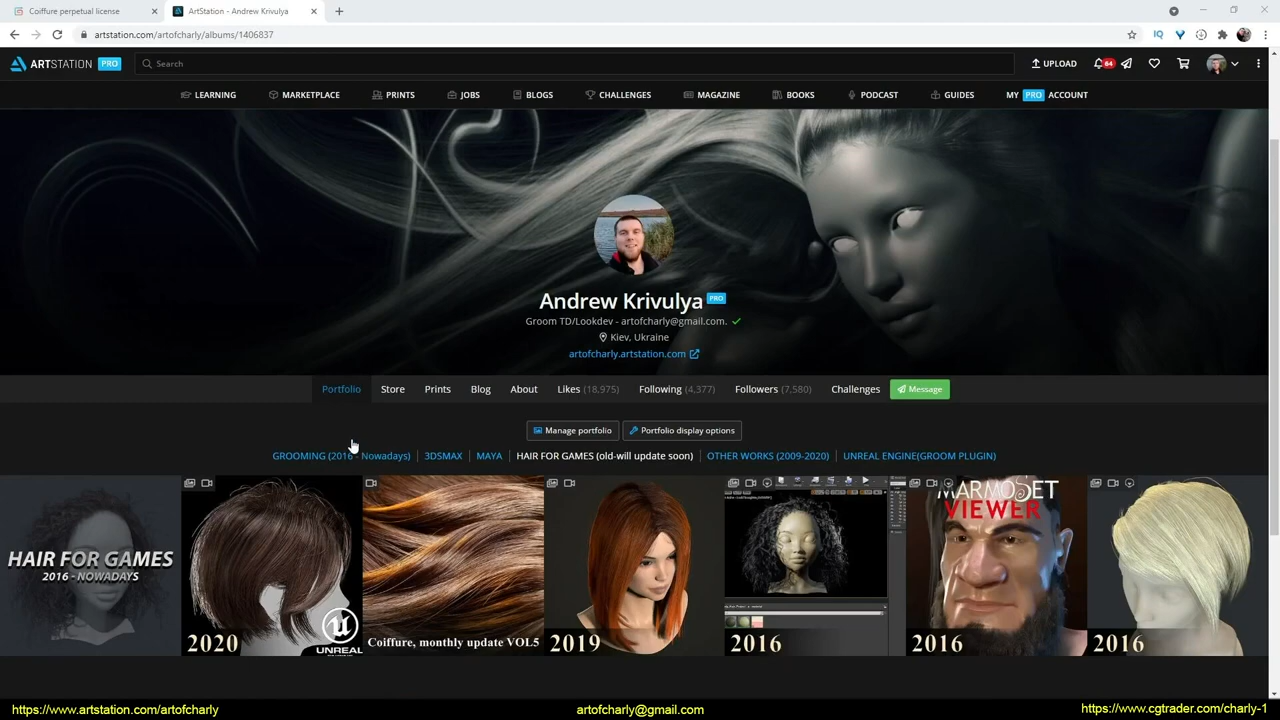 Coiffure perpetual license
ArtStation - Andrew Krivulya
artstation.com/artofcharly/albums/1406837
IQ
ARTSTATION PRO
Search
UPLOAD
84
LEARNING
MARKETPLACE
PRINTS
JOBS
BLOGS
CHALLENGES
MAGAZINE
BOOKS
PODCAST
GUIDES
MY PRO ACCOUNT
Andrew Krivulya PRO
Groom TD/Lookdev - artofcharly@gmail.com.
Kiev, Ukraine
artofcharly.artstation.com
Portfolio
Store
Prints
Blog
About
Likes (18,975)
Following (4,377)
Followers (7,580)
Challenges
Message
Manage portfolio
Portfolio display options
GROOMING (2016 - Nowadays)
3DSMAX
MAYA
HAIR FOR GAMES (old-will update soon)
OTHER WORKS (2009-2020)
UNREAL ENGINE(GROOM PLUGIN)
HAIR FOR GAMES
2016 - NOWADAYS
2020
UNREAL
Coiffure, monthly update VOL5
2019
2016
MARMOSET
VIEWER
2016
2016
https://www.artstation.com/artofcharly
artofcharly@gmail.com
https://www.cgtrader.com/charly-1